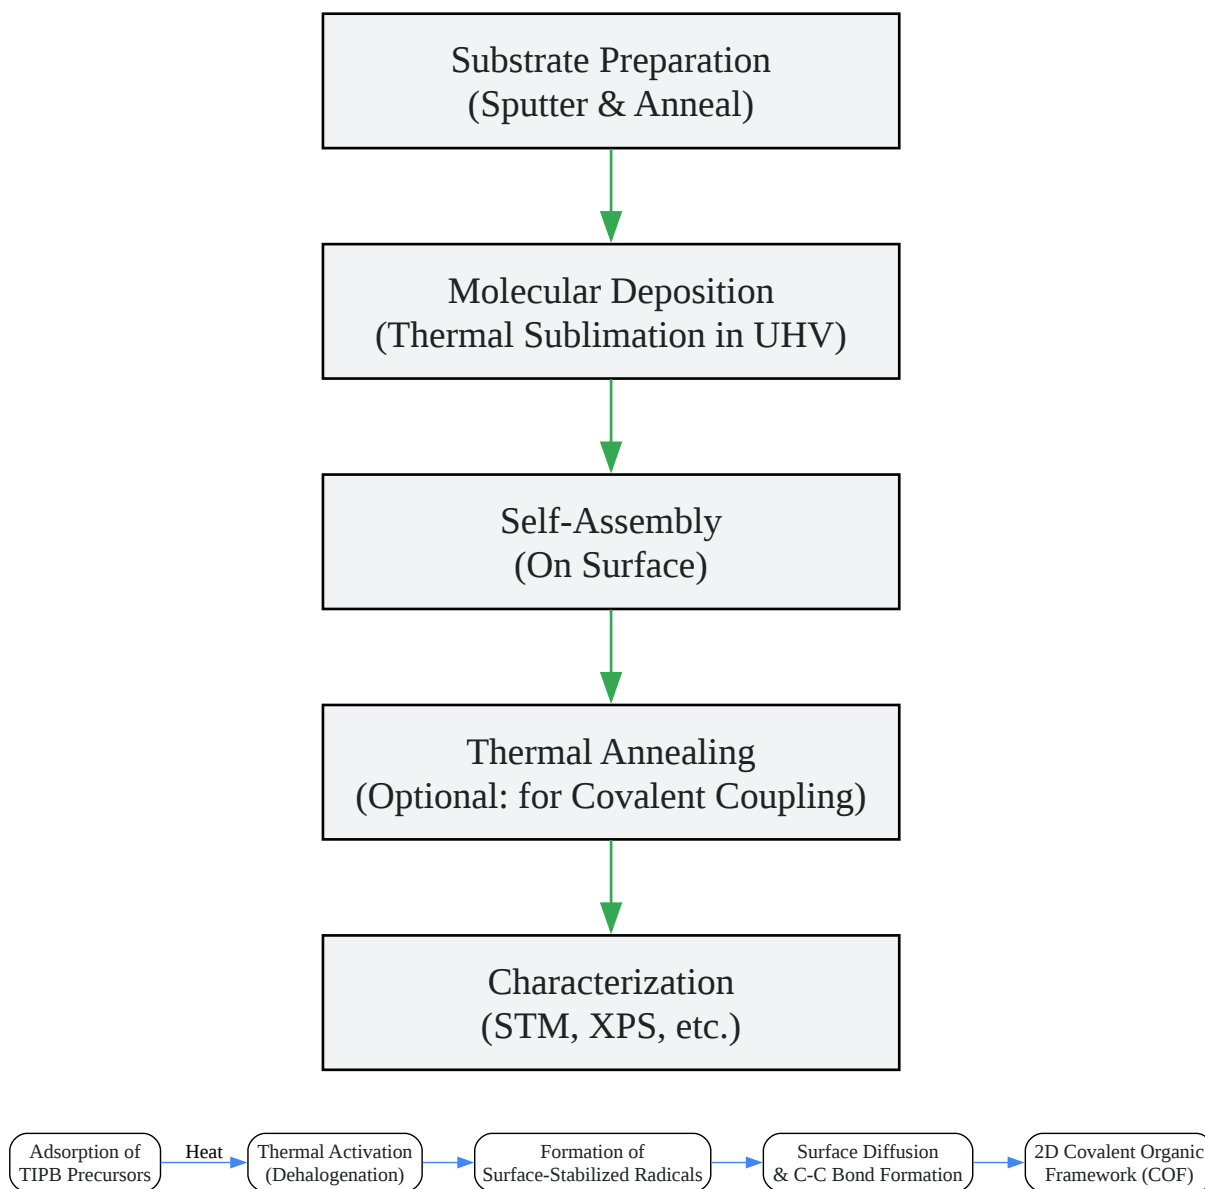 Substrate Preparation
(Sputter & Anneal)
Molecular Deposition
(Thermal Sublimation in UHV)
Self-Assembly
(On Surface)
Thermal Annealing
(Optional: for Covalent Coupling)
Characterization
(STM, XPS, etc.)
Adsorption of
TIPB Precursors
Heat
Thermal Activation
(Dehalogenation)
Formation of
Surface-Stabilized Radicals
Surface Diffusion
& C-C Bond Formation
2D Covalent Organic
Framework (COF)